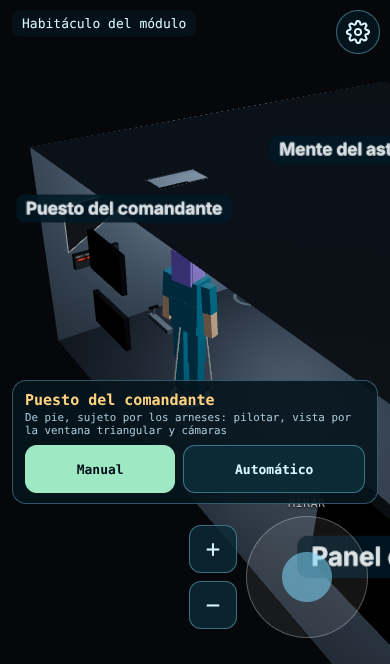 Habitáculo del módulo
Mente del ast
Puesto del comandante
Puesto del comandante
De pie, sujeto por los arneses: pilotar, vista por
la ventana triangular y cámaras
Manual
Automático
MIRAR
+
Panel
−